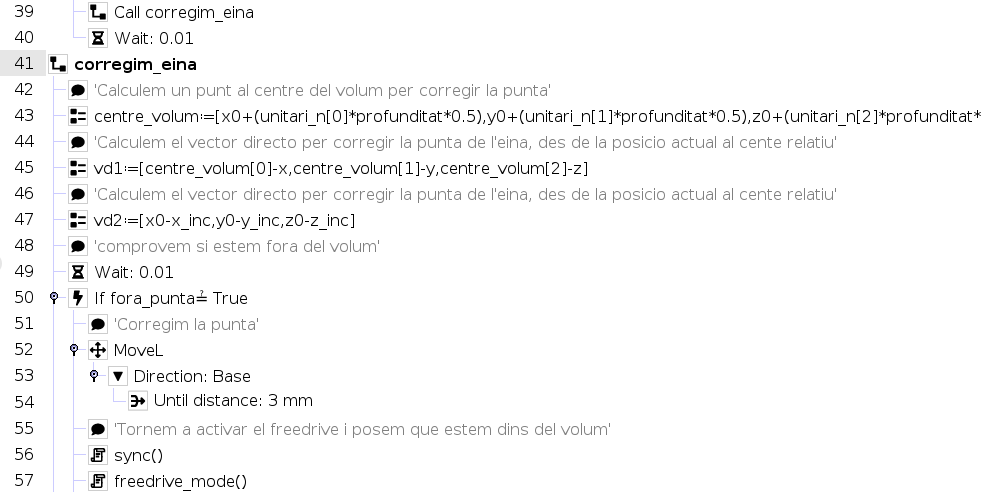 39 Call corregim_eina
40 Wait: 0.01
41 corregim_eina
42 'Calculem un punt al centre del volum per corregir la punta'
43 centre_volum:=[x0+(unitari_n[0]*profunditat*0.5),y0+(unitari_n[1]*profunditat*0.5),z0+(unitari_n[2]*profunditat*
44 'Calculem el vector directo per corregir la punta de l'eina, des de la posicio actual al cente relatiu'
45 vd1:=[centre_volum[0]-x,centre_volum[1]-y,centre_volum[2]-z]
46 'Calculem el vector directo per corregir la punta de l'eina, des de la posicio actual al cente relatiu'
47 vd2:=[x0-x_inc,y0-y_inc,z0-z_inc]
48 'comprovem si estem fora del volum'
49 Wait: 0.01
50 If fora_punta≟ True
51 'Corregim la punta'
52 MoveL
53 Direction: Base
54 Until distance: 3 mm
55 'Tornem a activar el freedrive i posem que estem dins del volum'
56 sync()
57 freedrive_mode()